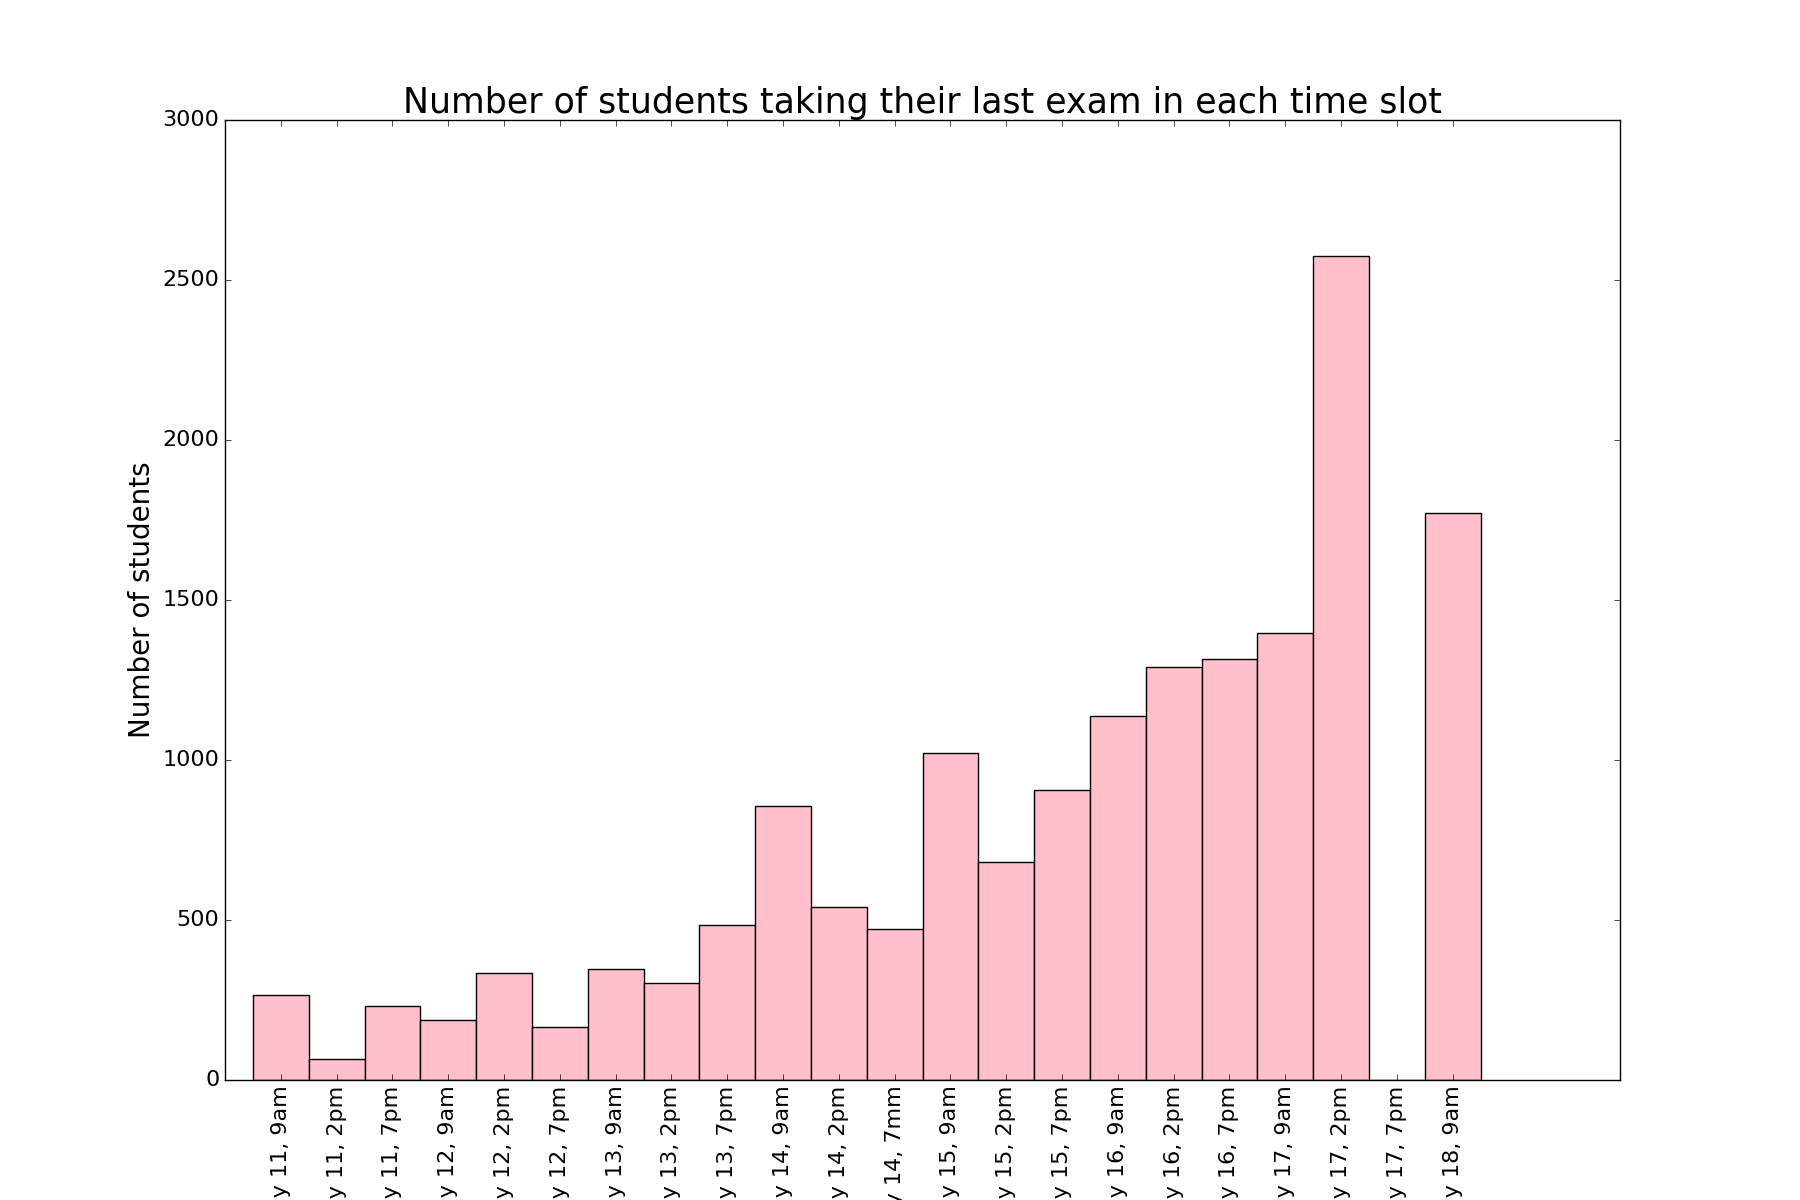 Number of students taking their last exam in each time slot
Number of students
3000
2500
2000
1500
1000
500
0
y 11, 9am
y 11, 2pm
y 11, 7pm
y 12, 9am
y 12, 2pm
y 12, 7pm
y 13, 9am
y 13, 2pm
y 13, 7pm
y 14, 9am
y 14, 2pm
y 14, 7mm
y 15, 9am
y 15, 2pm
y 15, 7pm
y 16, 9am
y 16, 2pm
y 16, 7pm
y 17, 9am
y 17, 2pm
y 17, 7pm
y 18, 9am